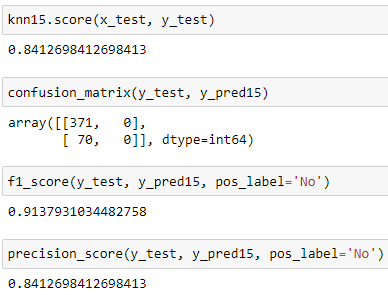 knn15.score(x_test, y_test)
0.8412698412698413
confusion_matrix(y_test, y_pred15)
array([[371,   0],
       [ 70,   0]], dtype=int64)
f1_score(y_test, y_pred15, pos_label='No')
0.9137931034482758
precision_score(y_test, y_pred15, pos_label='No')
0.8412698412698413